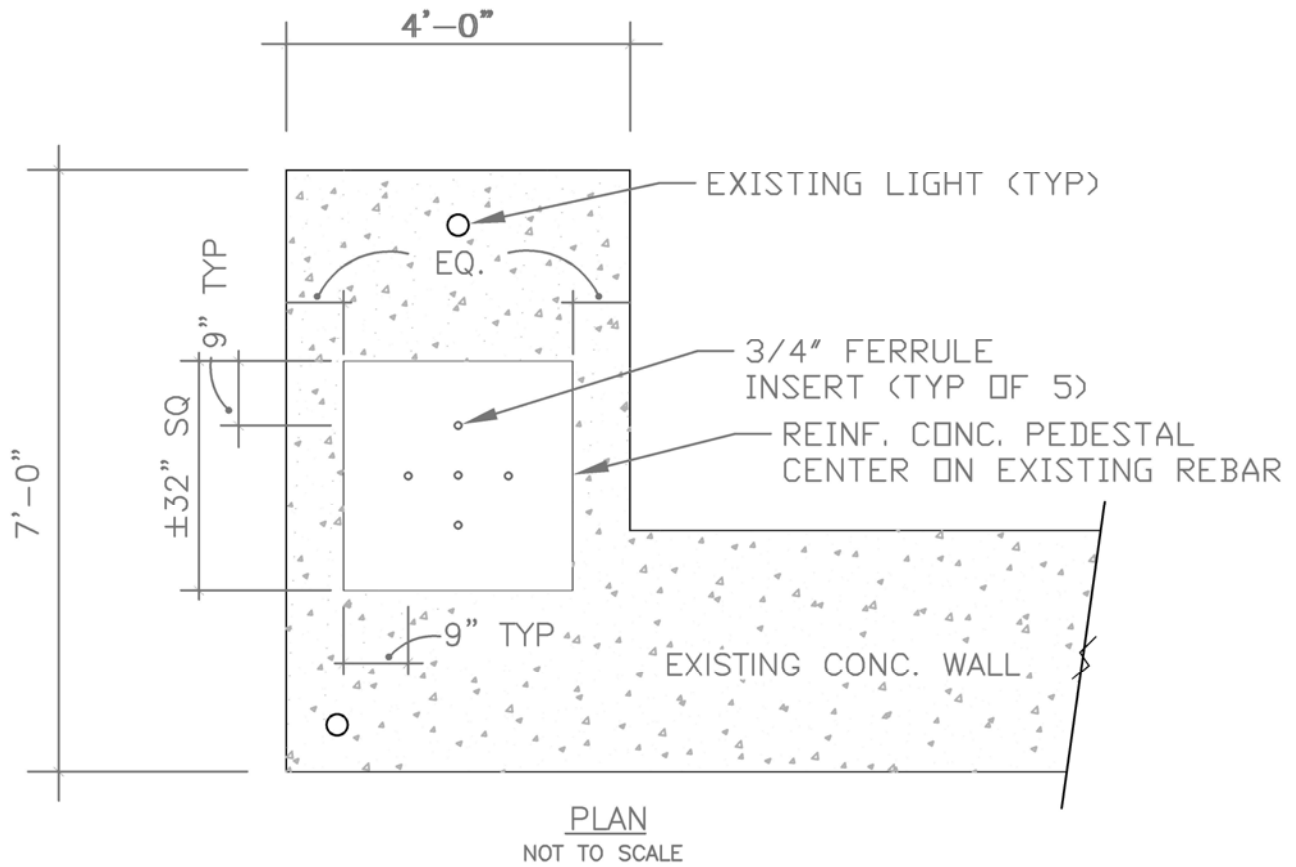 4'-0"
EXISTING LIGHT (TYP)
EQ.
9" TYP
3/4" FERRULE
INSERT (TYP OF 5)
REINF. CONC. PEDESTAL
CENTER ON EXISTING REBAR
±32" SQ
7'-0"
9" TYP
EXISTING CONC. WALL
PLAN
NOT TO SCALE